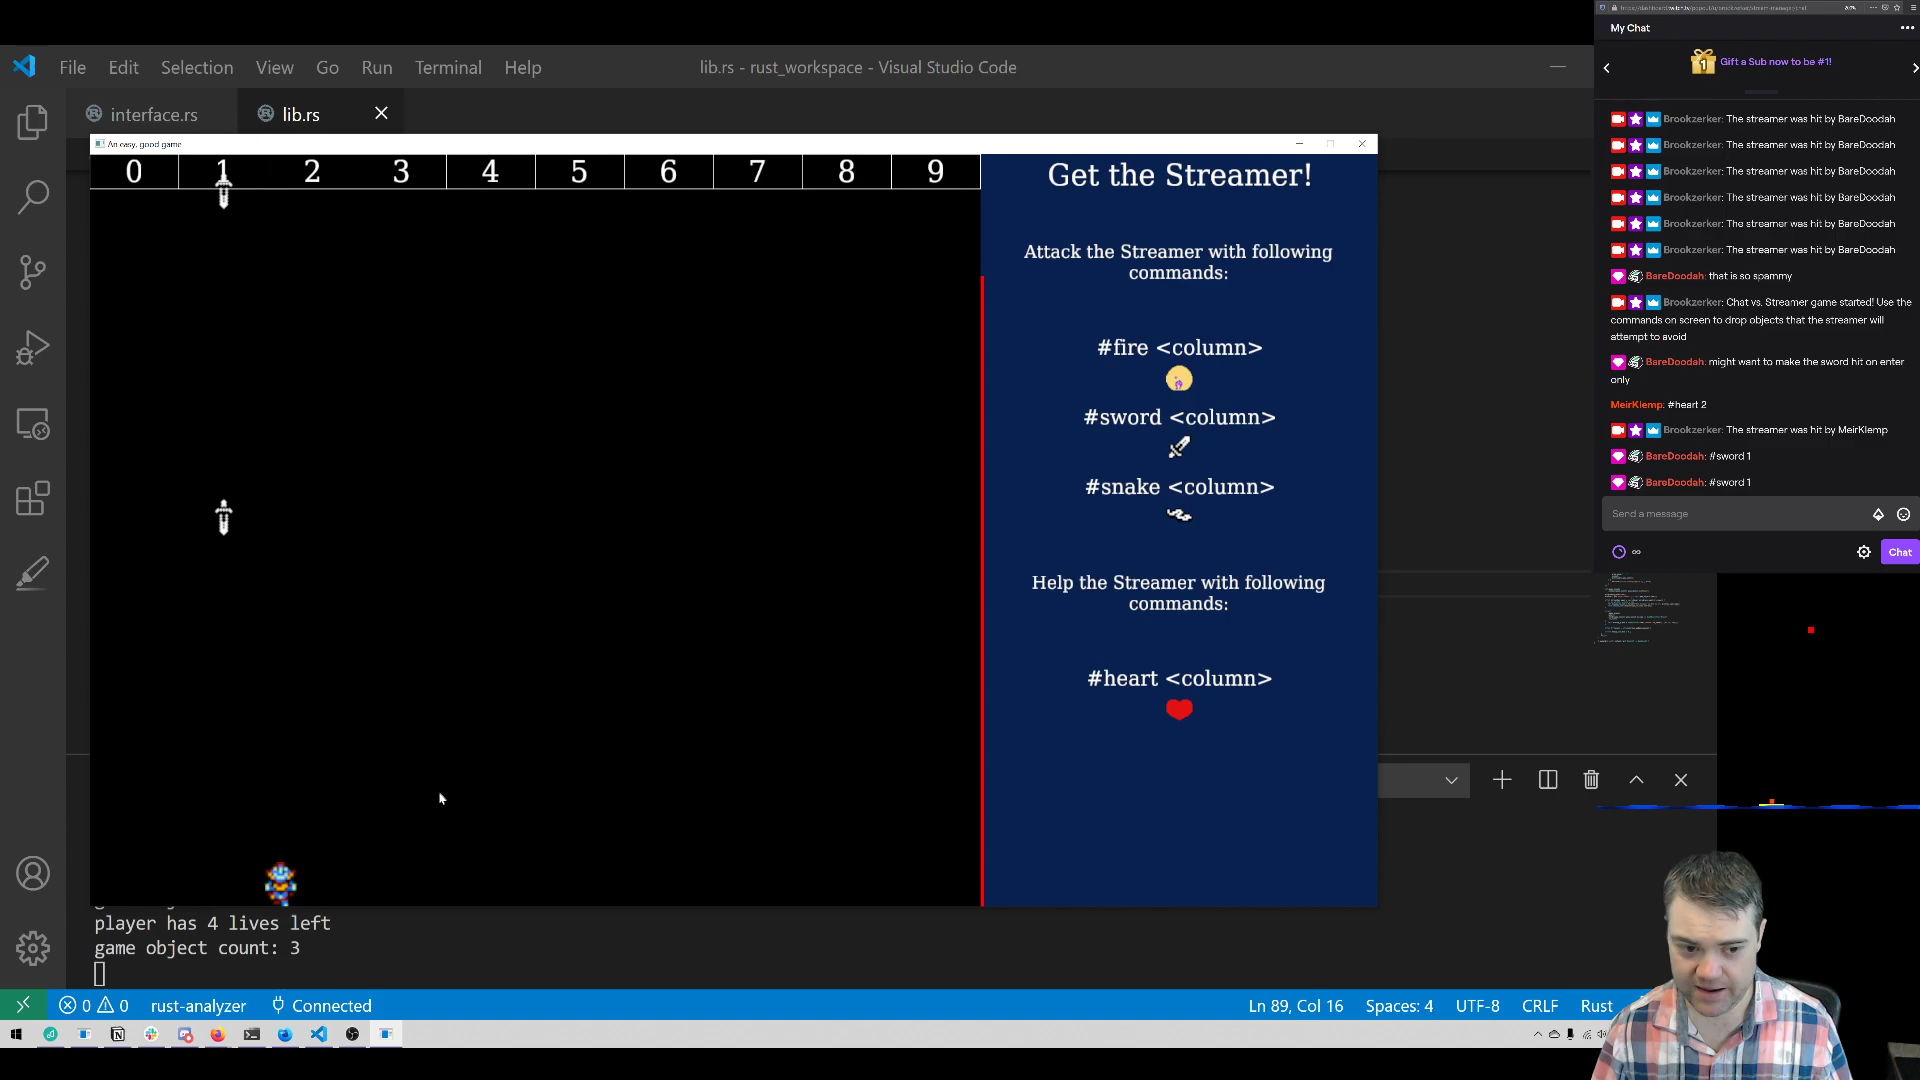 File Edit Selection View Go Run Terminal Help
lib.rs - rust_workspace - Visual Studio Code
interface.rs
lib.rs
An easy, good game
0 1 2 3 4 5 6 7 8 9
Get the Streamer!
Attack the Streamer with following
commands:
#fire <column>
#sword <column>
#snake <column>
Help the Streamer with following
commands:
#heart <column>
player has 4 lives left
game object count: 3
0 0 rust-analyzer Connected
Ln 89, Col 16 Spaces: 4 UTF-8 CRLF Rust
My Chat
1 Gift a Sub now to be #1!
Brookzerker: The streamer was hit by BareDoodah
Brookzerker: The streamer was hit by BareDoodah
Brookzerker: The streamer was hit by BareDoodah
Brookzerker: The streamer was hit by BareDoodah
Brookzerker: The streamer was hit by BareDoodah
Brookzerker: The streamer was hit by BareDoodah
BareDoodah: that is so spammy
Brookzerker: Chat vs. Streamer game started! Use the
commands on screen to drop objects that the streamer will
attempt to avoid
BareDoodah: might want to make the sword hit on enter
only
MeirKlemp: #heart 2
Brookzerker: The streamer was hit by MeirKlemp
BareDoodah: #sword 1
BareDoodah: #sword 1
Send a message
∞ Chat